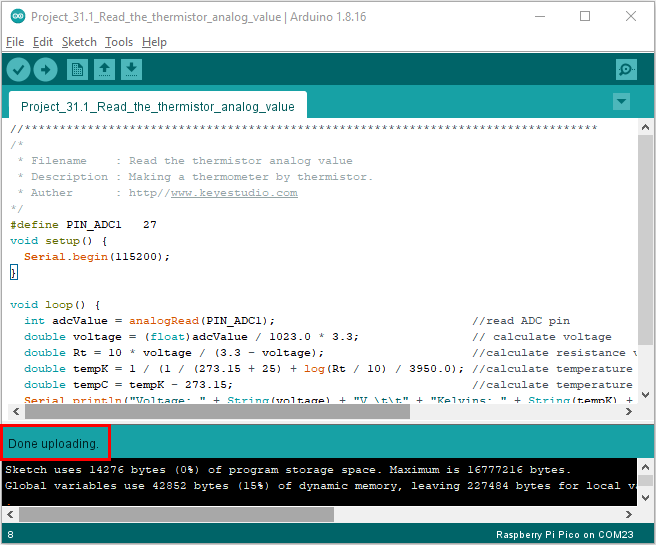 Project_31.1_Read_the_thermistor_analog_value | Arduino 1.8.16
File Edit Sketch Tools Help
Project_31.1_Read_the_thermistor_analog_value
//**********************************************************************************
/*
 * Filename    : Read the thermistor analog value
 * Description : Making a thermometer by thermistor.
 * Auther      : http//www.keyestudio.com
*/
#define PIN_ADC1   27
void setup() {
  Serial.begin(115200);
}
void loop() {
  int adcValue = analogRead(PIN_ADC1);                            //read ADC pin
  double voltage = (float)adcValue / 1023.0 * 3.3;                // calculate voltage
  double Rt = 10 * voltage / (3.3 - voltage);                     //calculate resistance v
  double tempK = 1 / (1 / (273.15 + 25) + log(Rt / 10) / 3950.0); //calculate temperature
  double tempC = tempK - 273.15;                                  //calculate temperature
  Serial.println("Voltage: " + String(voltage) + "V,\t\t" + "Kelvins: " + String(tempK) +
Done uploading.
Sketch uses 14276 bytes (0%) of program storage space. Maximum is 16777216 bytes.
Global variables use 42852 bytes (15%) of dynamic memory, leaving 227484 bytes for local va
8 Raspberry Pi Pico on COM23